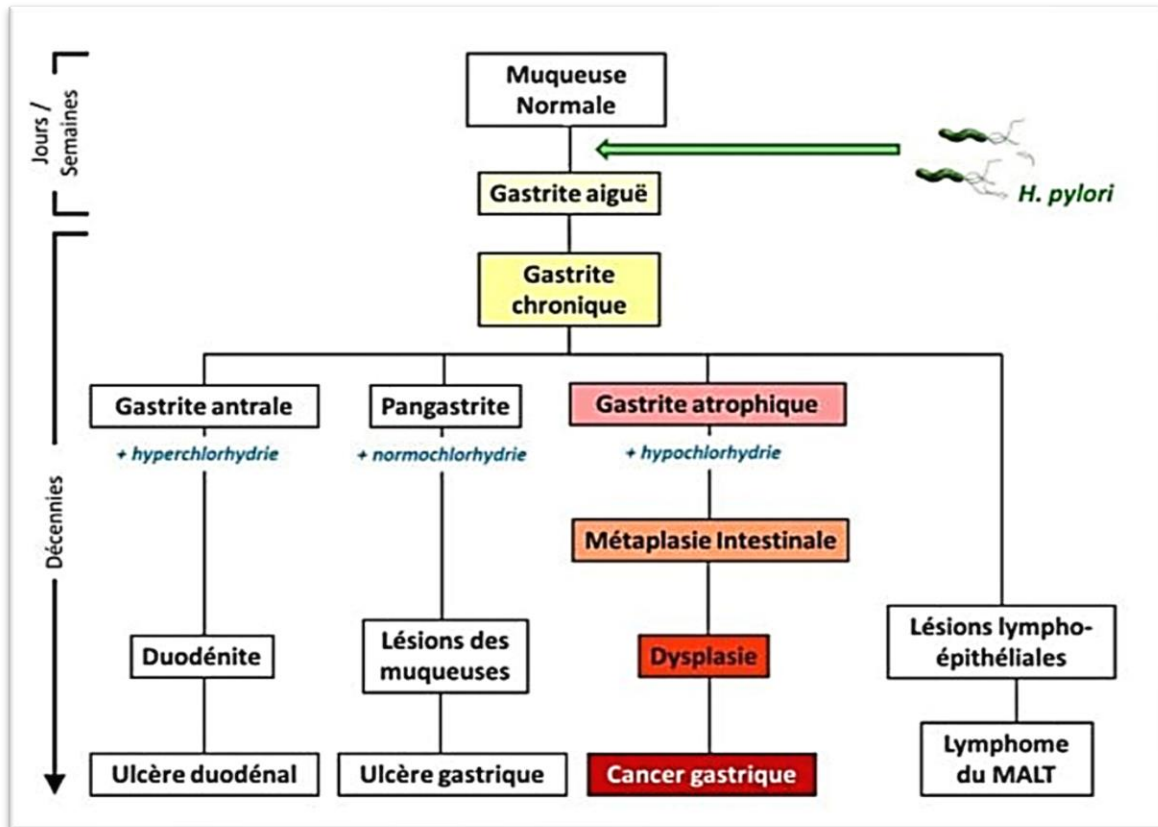 Jours /
Semaines
Muqueuse
Normale
H. pylori
Gastrite aiguë
Gastrite
chronique
Décennies
Gastrite antrale
Pangastrite
Gastrite atrophique
+ hyperchlorhydrie
+ normochlorhydrie
+ hypochlorhydrie
Métaplasie Intestinale
Duodénite
Lésions des
muqueuses
Dysplasie
Lésions lympho-
épithéliales
Ulcère duodénal
Ulcère gastrique
Cancer gastrique
Lymphome
du MALT